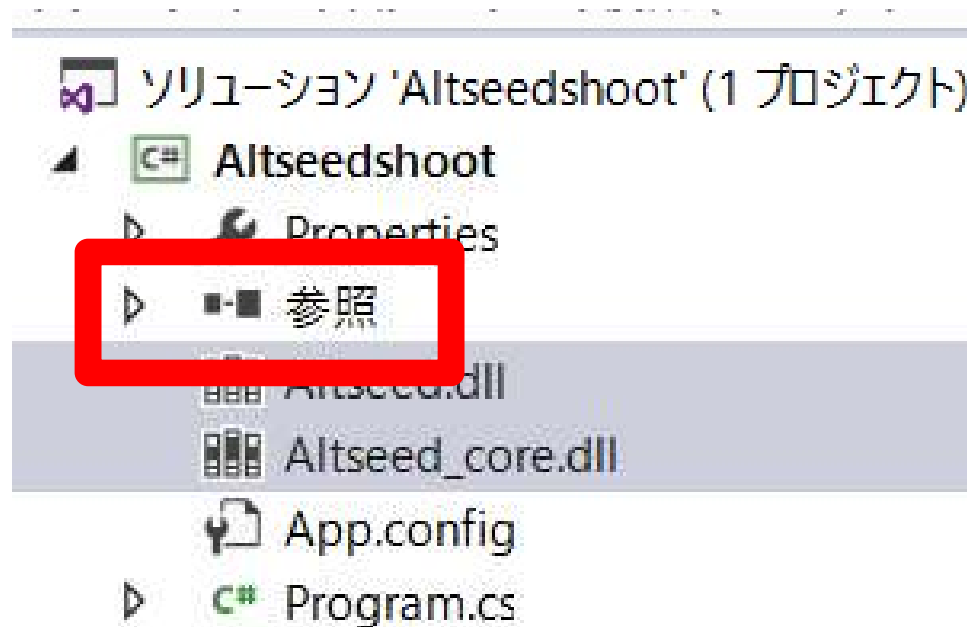 ソリューション 'Altseedshoot' (1 プロジェクト)
C# Altseedshoot
Properties
参照
Altseed.dll
Altseed_core.dll
App.config
C# Program.cs